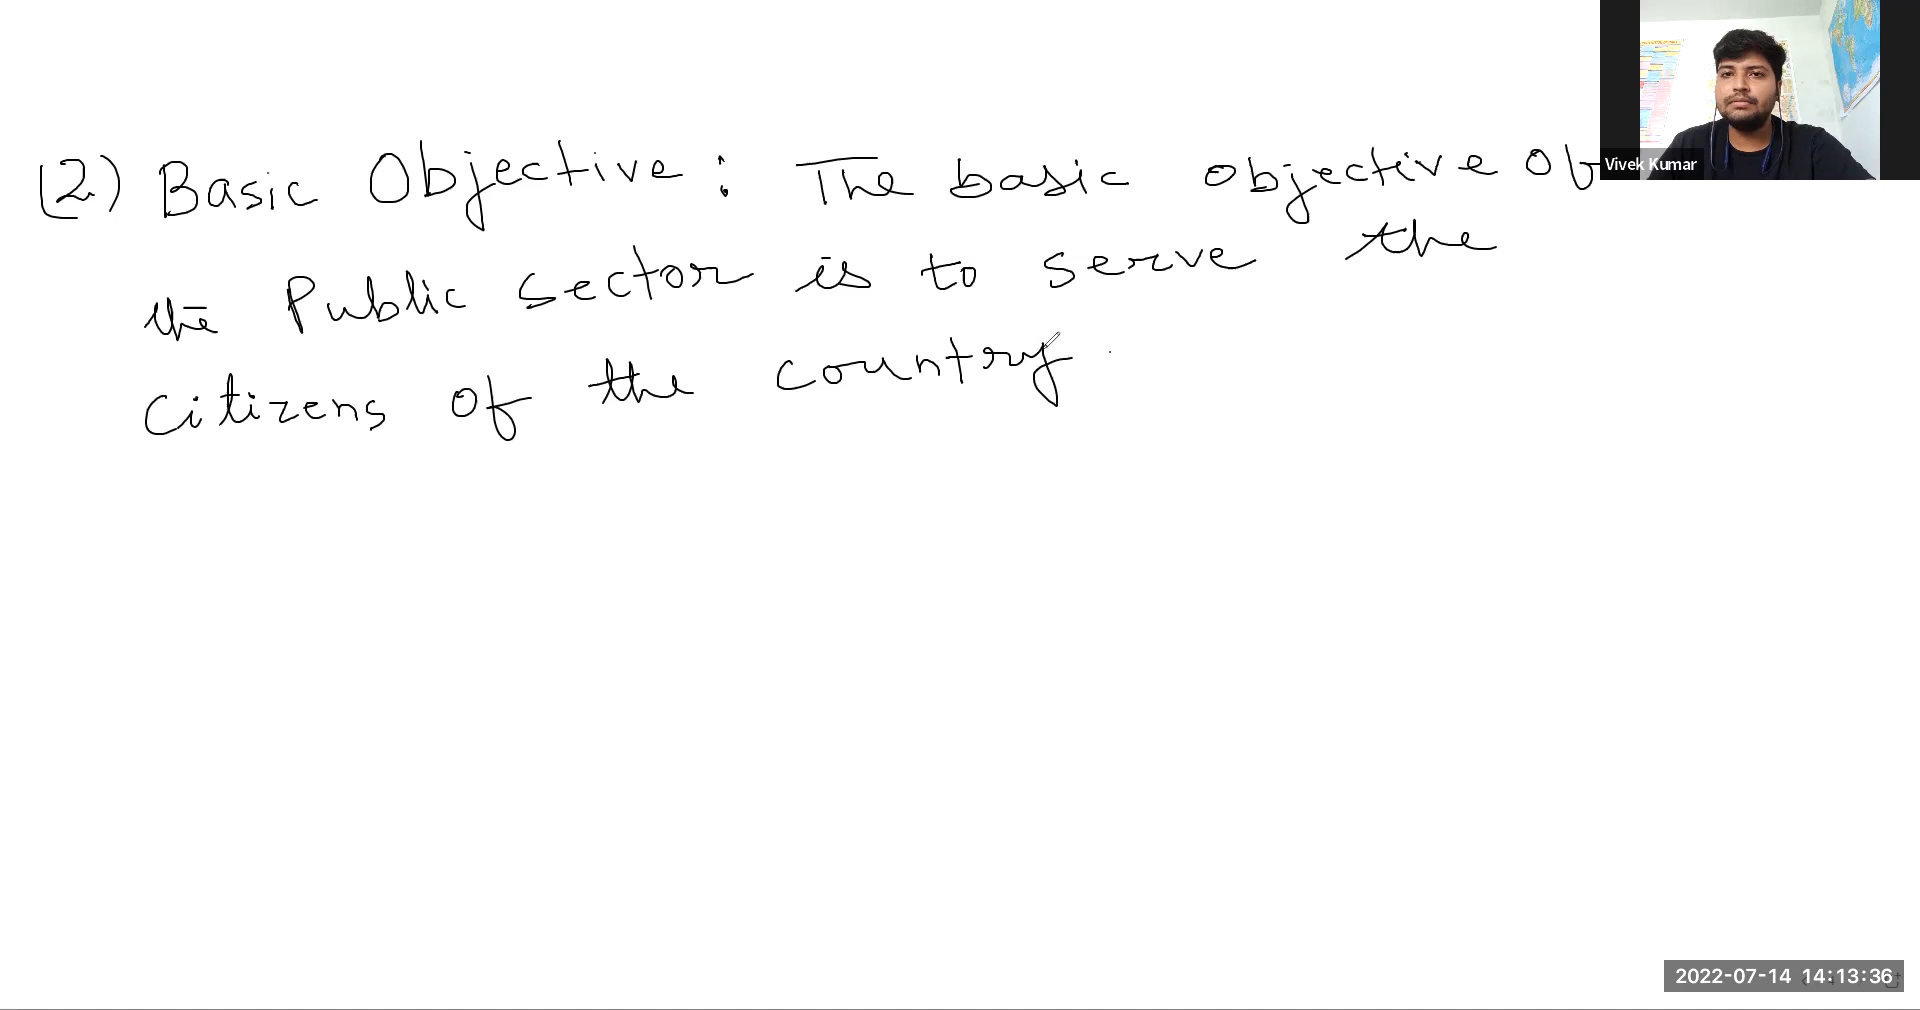 (2) Basic Objective : The basic objective of
Vivek Kumar
the Public sector is to serve the
citizens of the country.
2022-07-14 14:13:36